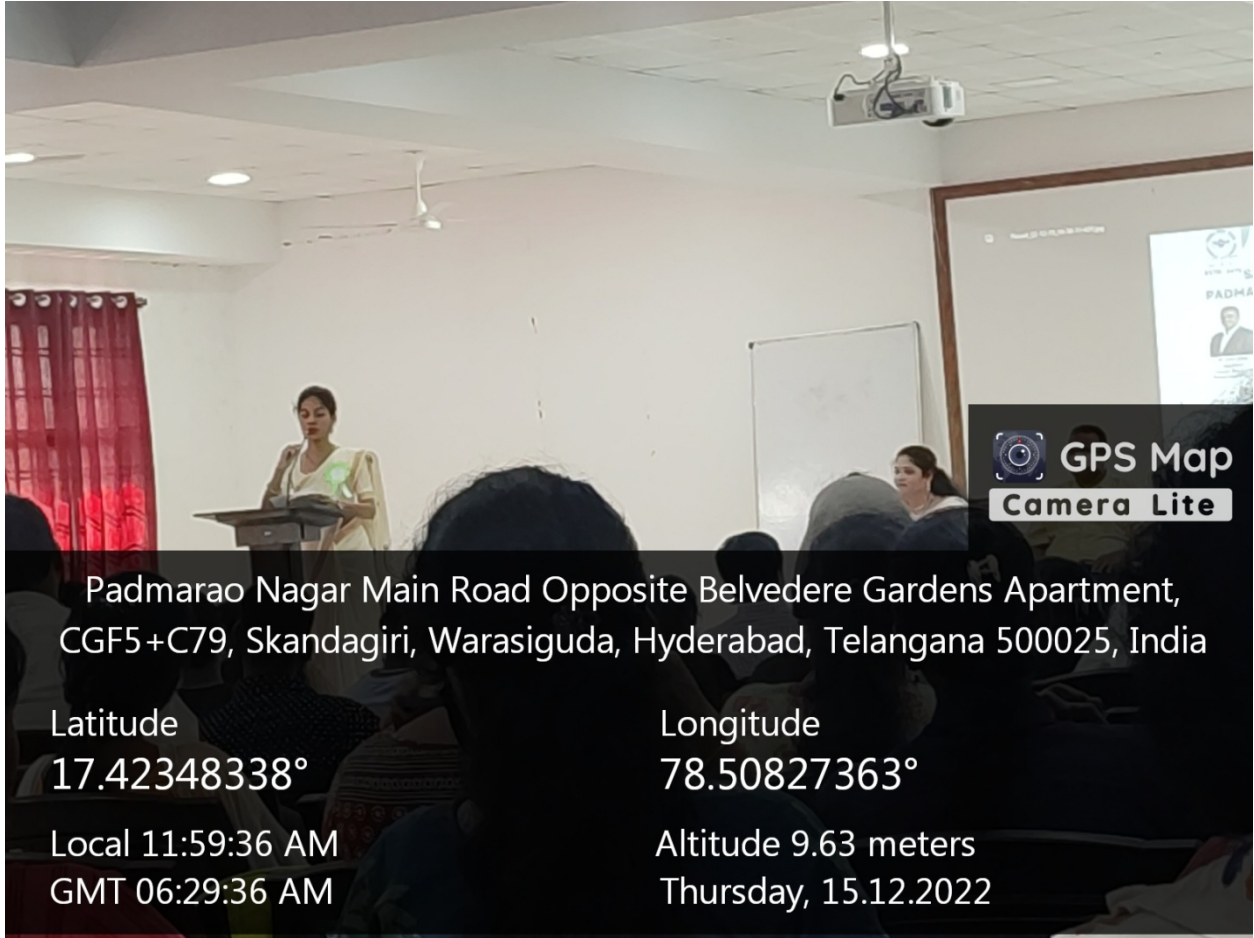 PADMA
GPS Map
Camera Lite
Padmarao Nagar Main Road Opposite Belvedere Gardens Apartment,
CGF5+C79, Skandagiri, Warasiguda, Hyderabad, Telangana 500025, India
Latitude
Longitude
17.42348338°
78.50827363°
Local 11:59:36 AM
Altitude 9.63 meters
GMT 06:29:36 AM
Thursday, 15.12.2022